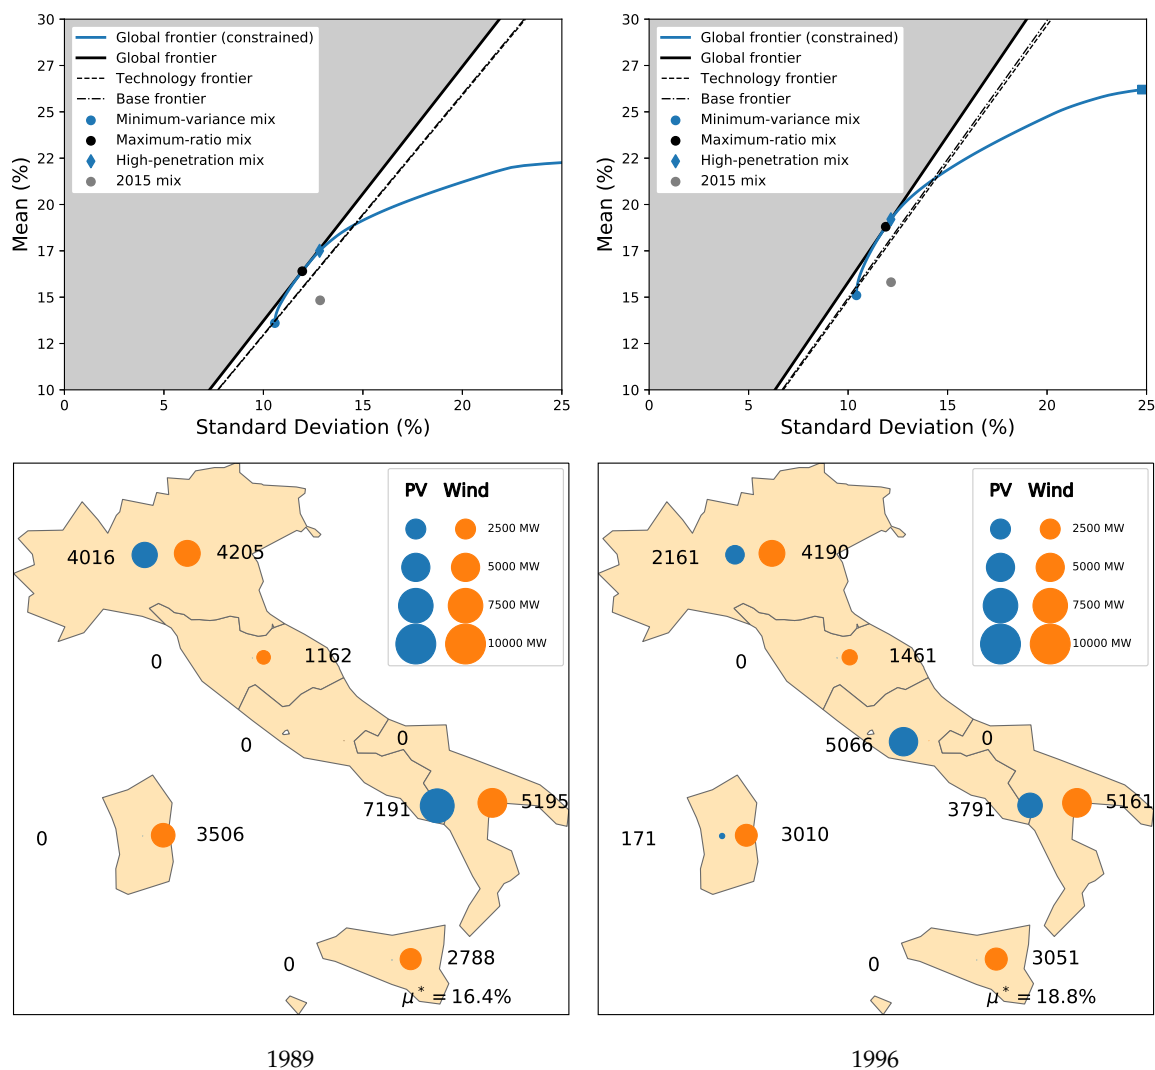 30
27
25
22
20
17
15
12
10
Mean (%)
Global frontier (constrained)
Global frontier
Technology frontier
Base frontier
Minimum-variance mix
Maximum-ratio mix
High-penetration mix
2015 mix
0 5 10 15 20 25
Standard Deviation (%)
30
27
25
22
20
17
15
12
10
Mean (%)
Global frontier (constrained)
Global frontier
Technology frontier
Base frontier
Minimum-variance mix
Maximum-ratio mix
High-penetration mix
2015 mix
0 5 10 15 20 25
Standard Deviation (%)
PV Wind
2500 MW
5000 MW
7500 MW
10000 MW
4016 4205
0 1162
0 0
7191 5195
0 3506
0 2788
μ* = 16.4%
PV Wind
2500 MW
5000 MW
7500 MW
10000 MW
2161 4190
0 1461
5066 0
3791 5161
171 3010
0 3051
μ* = 18.8%
1989
1996